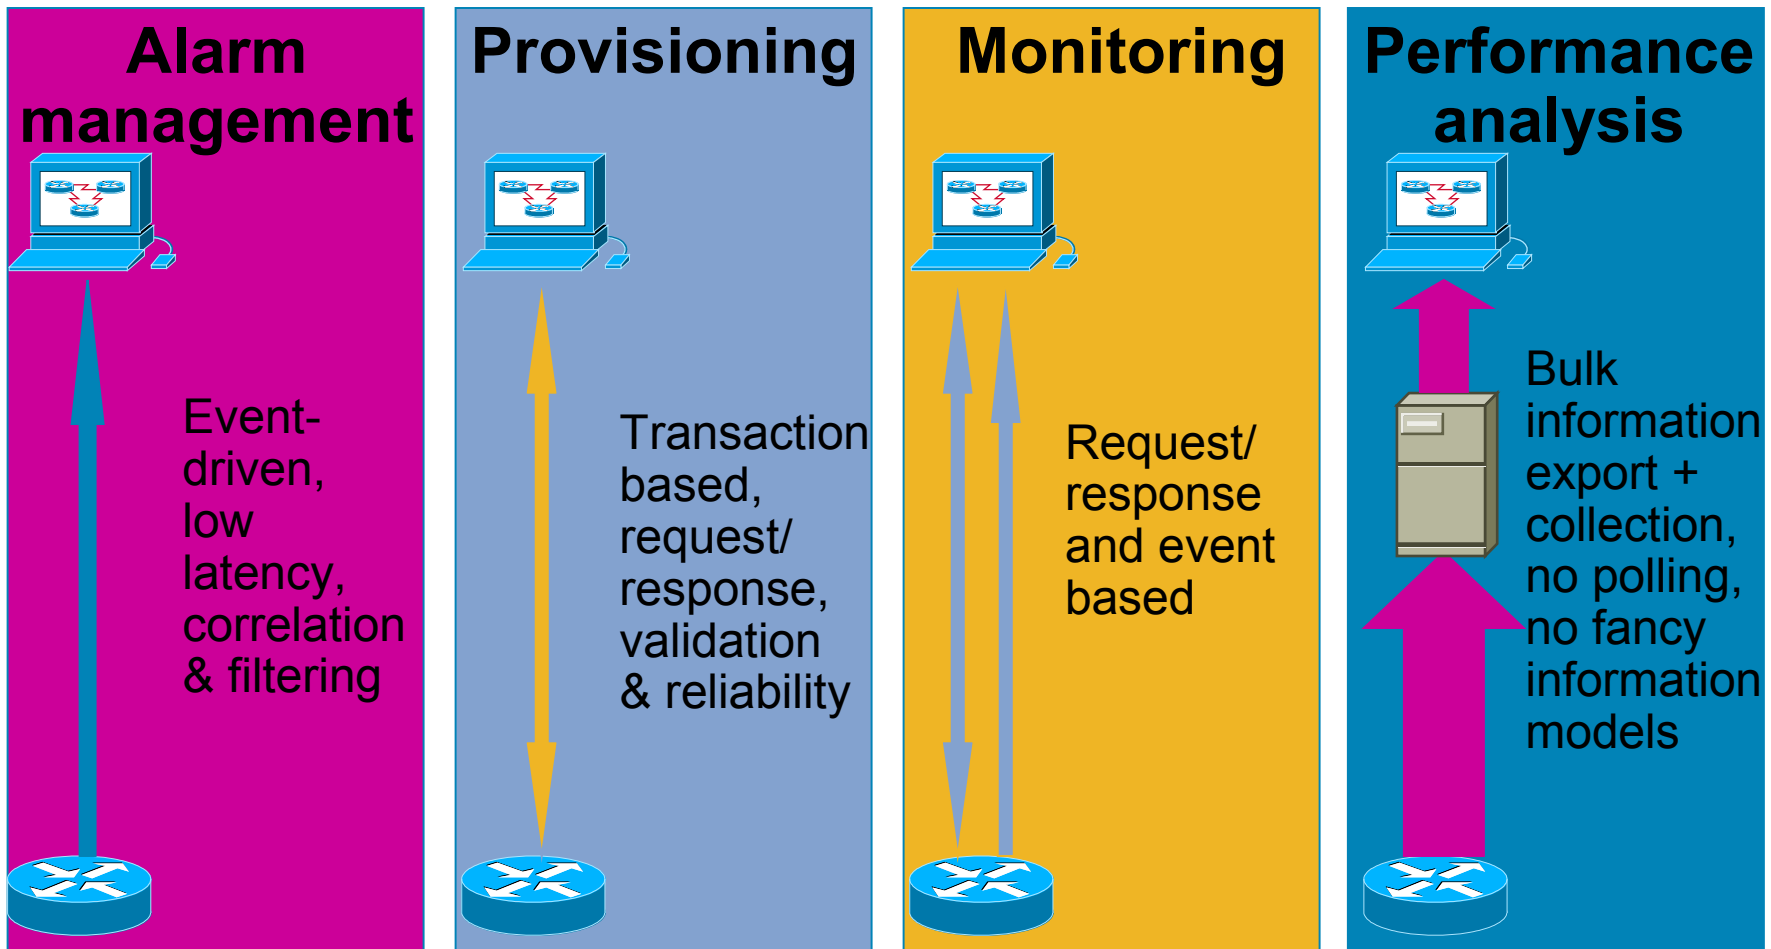 Alarm
management
Event-
driven,
low
latency,
correlation
& filtering
Provisioning
Transaction
based,
request/
response,
validation
& reliability
Monitoring
Request/
response
and event
based
Performance
analysis
Bulk
information
export +
collection,
no polling,
no fancy
information
models